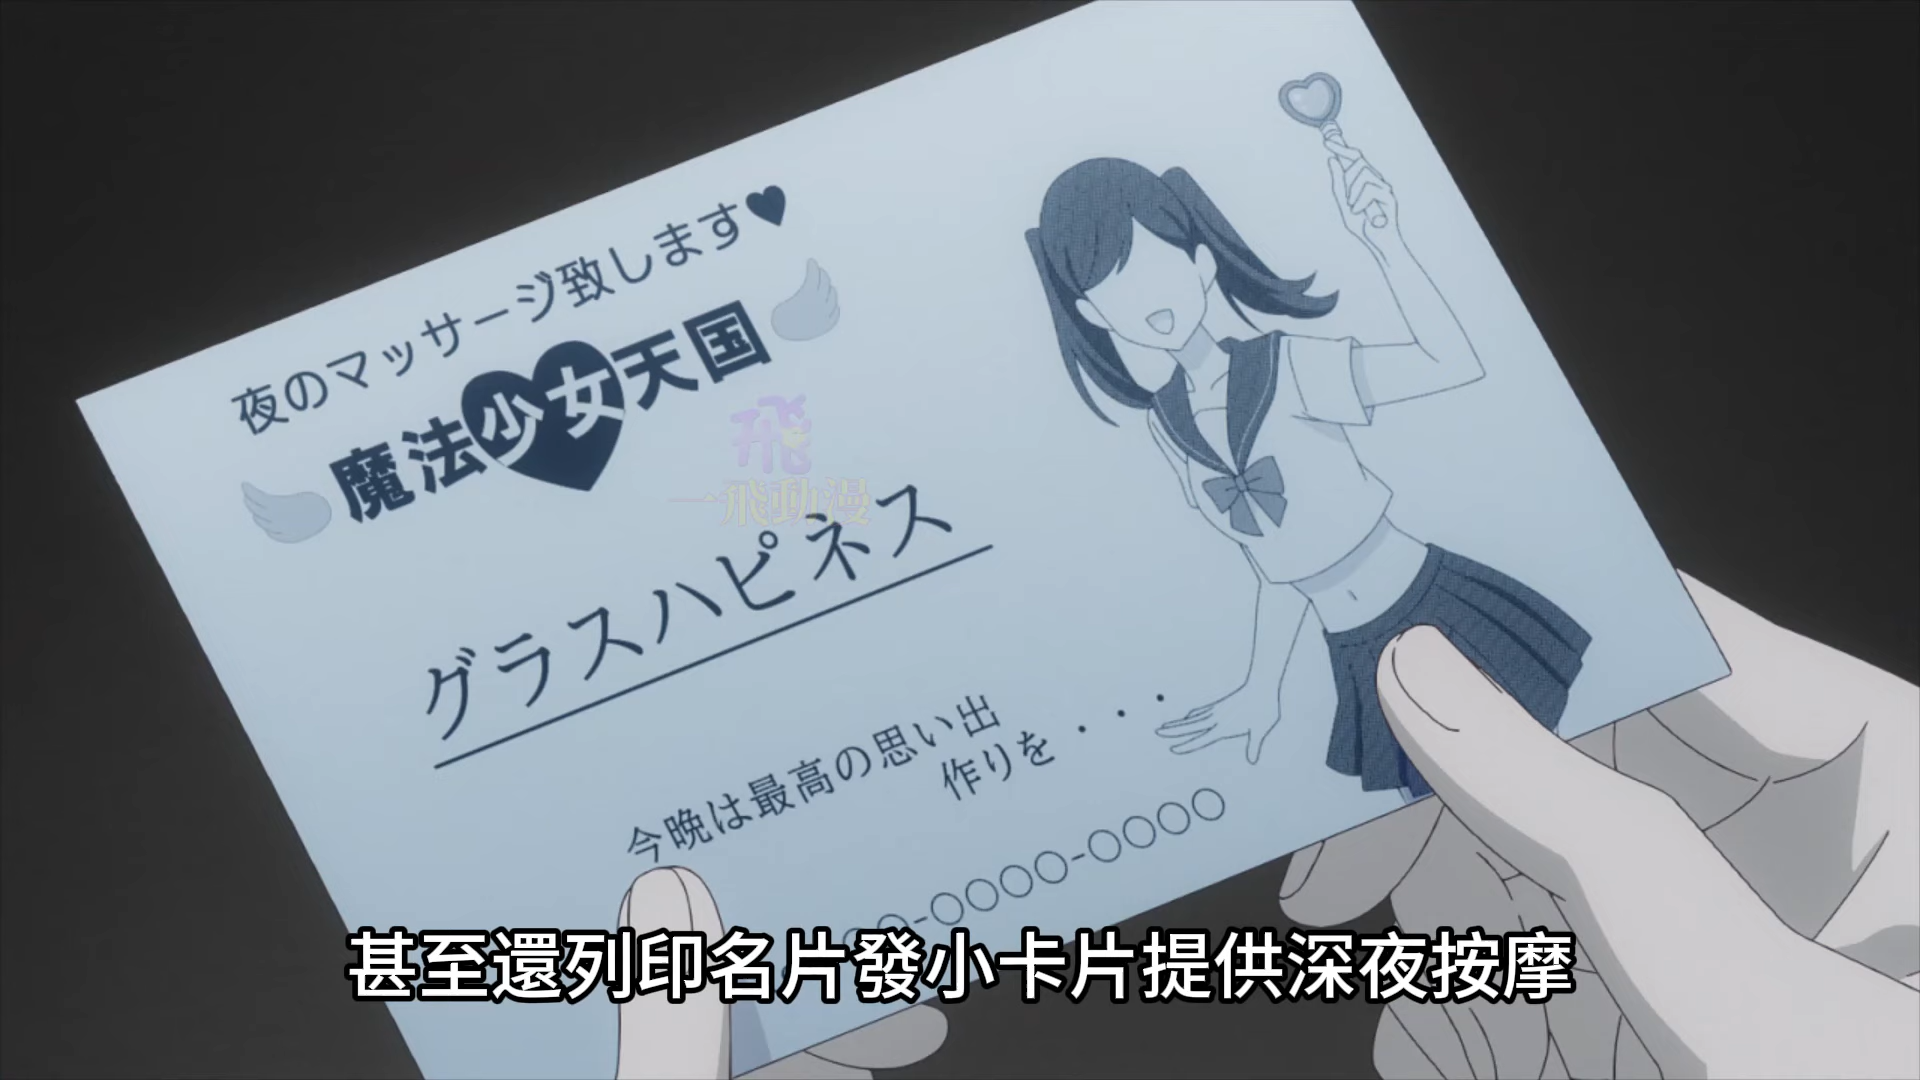 夜のマッサージ致します♥
魔法少女天国
飛
一飛動漫
グラスハピネス
今晩は最高の思い出
作りを・・・
○○-○○○○-○○○○
甚至還列印名片發小卡片提供深夜按摩